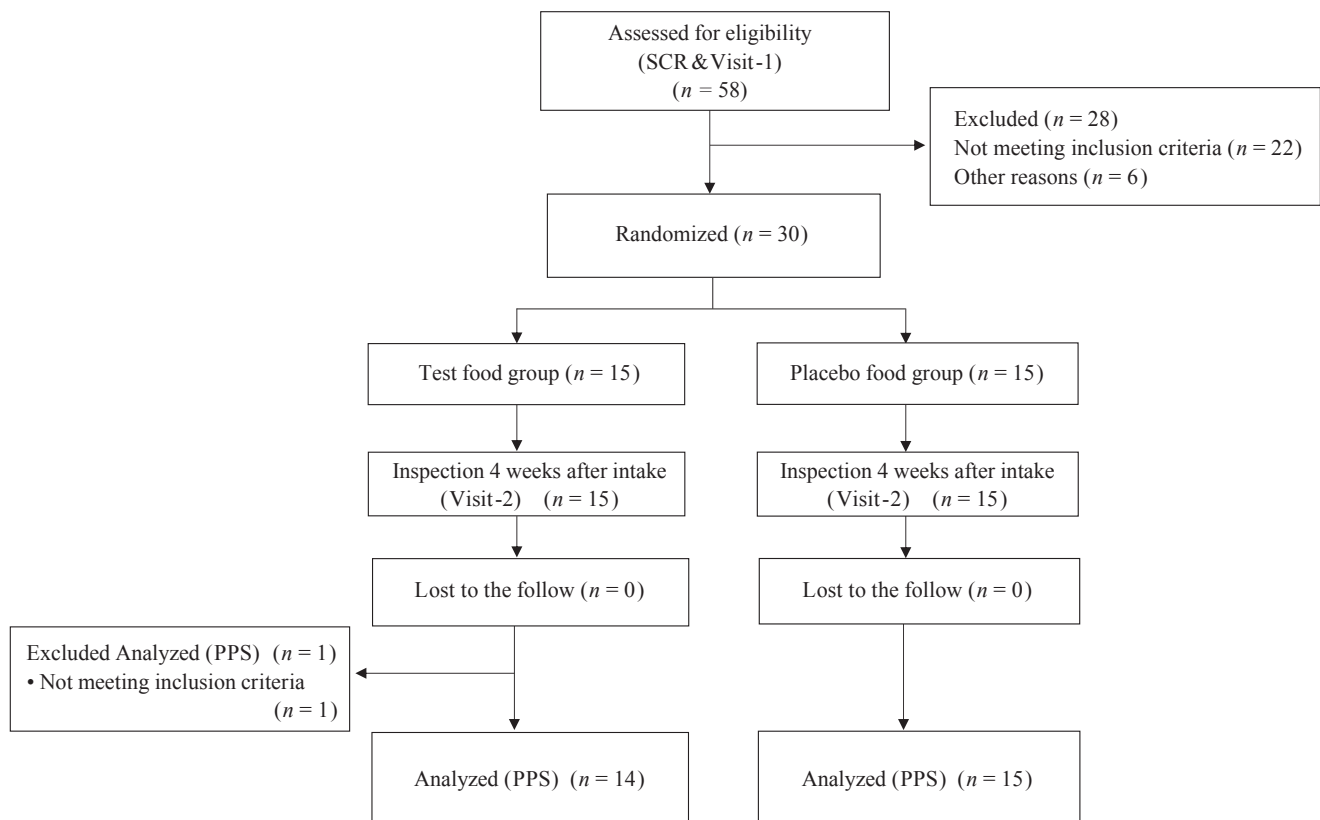 Assessed for eligibility
(SCR & Visit-1)
(n = 58)
Excluded (n = 28)
Not meeting inclusion criteria (n = 22)
Other reasons (n = 6)
Randomized (n = 30)
Test food group (n = 15)
Placebo food group (n = 15)
Inspection 4 weeks after intake
(Visit-2) (n = 15)
Inspection 4 weeks after intake
(Visit-2) (n = 15)
Lost to the follow (n = 0)
Lost to the follow (n = 0)
Excluded Analyzed (PPS) (n = 1)
• Not meeting inclusion criteria
(n = 1)
Analyzed (PPS) (n = 14)
Analyzed (PPS) (n = 15)